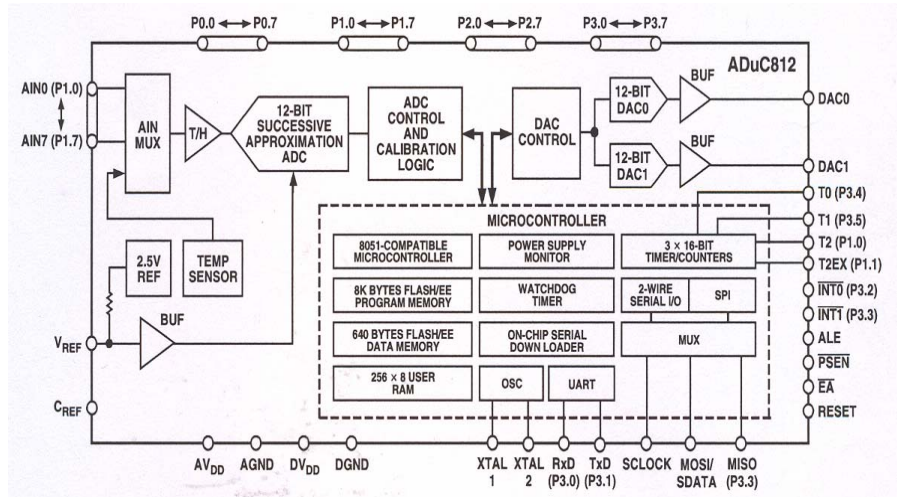 P0.0 P0.7
P1.0 P1.7
P2.0 P2.7
P3.0 P3.7
ADuC812
AIN0 (P1.0)
AIN7 (P1.7)
AIN
MUX
T/H
12-BIT
SUCCESSIVE
APPROXIMATION
ADC
ADC
CONTROL
AND
CALIBRATION
LOGIC
DAC
CONTROL
12-BIT
DAC0
BUF
DAC0
12-BIT
DAC1
BUF
DAC1
T0 (P3.4)
T1 (P3.5)
T2 (P1.0)
T2EX (P1.1)
INT0 (P3.2)
INT1 (P3.3)
ALE
PSEN
EA
RESET
2.5V
REF
TEMP
SENSOR
BUF
VREF
CREF
MICROCONTROLLER
8051-COMPATIBLE
MICROCONTROLLER
POWER SUPPLY
MONITOR
3 × 16-BIT
TIMER/COUNTERS
8K BYTES FLASH/EE
PROGRAM MEMORY
WATCHDOG
TIMER
2-WIRE
SERIAL I/O
SPI
640 BYTES FLASH/EE
DATA MEMORY
ON-CHIP SERIAL
DOWN LOADER
MUX
256 × 8 USER
RAM
OSC
UART
AVDD
AGND
DVDD
DGND
XTAL
1
XTAL
2
RxD
(P3.0)
TxD
(P3.1)
SCLOCK
MOSI/
SDATA
MISO
(P3.3)